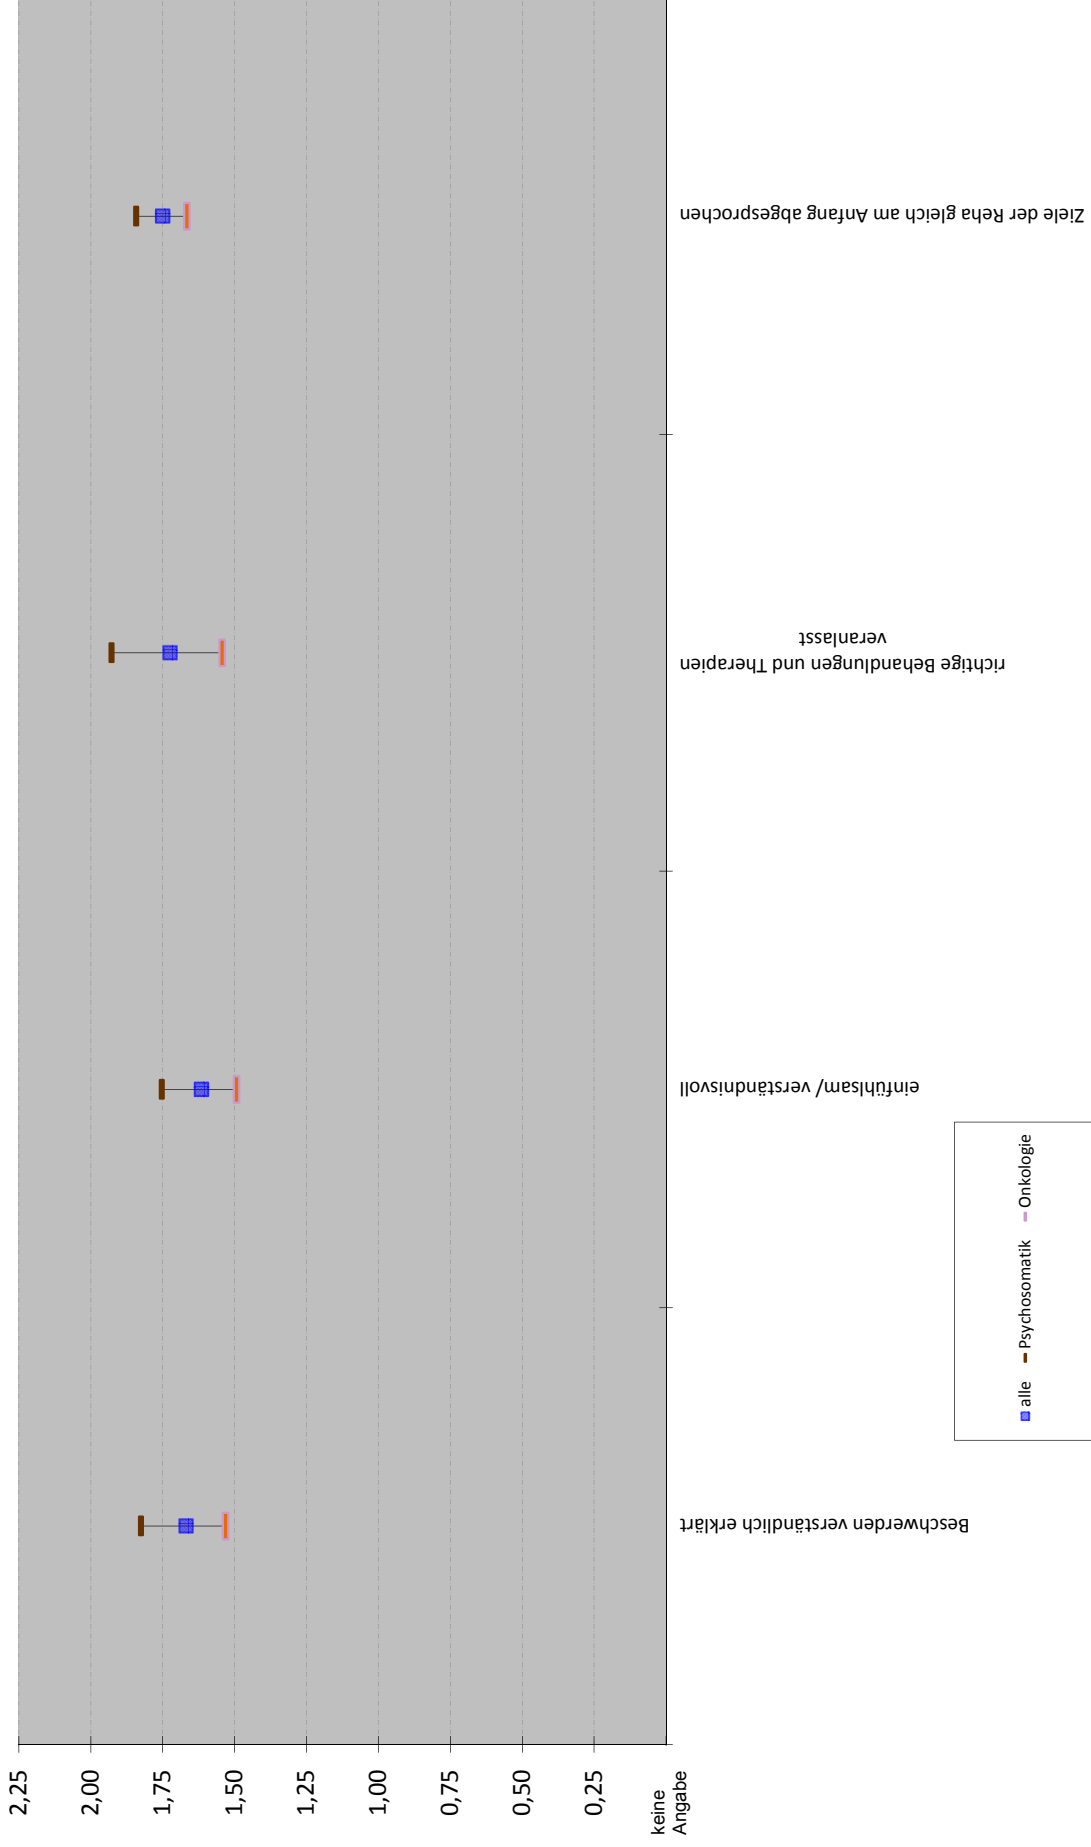 2,25
2,00
1,75
1,50
1,25
1,00
0,75
0,50
0,25
keine
Angabe
Beschwerden verständlich erklärt
einfühlsam/ verständnisvoll
richtige Behandlungen und Therapien
veranlasst
Ziele der Reha gleich am Anfang abgesprochen
alle Psychosomatik Onkologie